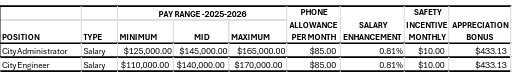 PAY RANGE -2025-2026 PHONE SAFETY
ALLOWANCE SALARY INCENTIVE APPRECIATION
POSITION TYPE MINIMUM MID MAXIMUM PER MONTH ENHANCEMENT MONTHLY BONUS
City Administrator Salary $125,000.00 $145,000.00 $165,000.00 $85.00 0.81% $10.00 $433.13
City Engineer Salary $110,000.00 $140,000.00 $170,000.00 $85.00 0.81% $10.00 $433.13